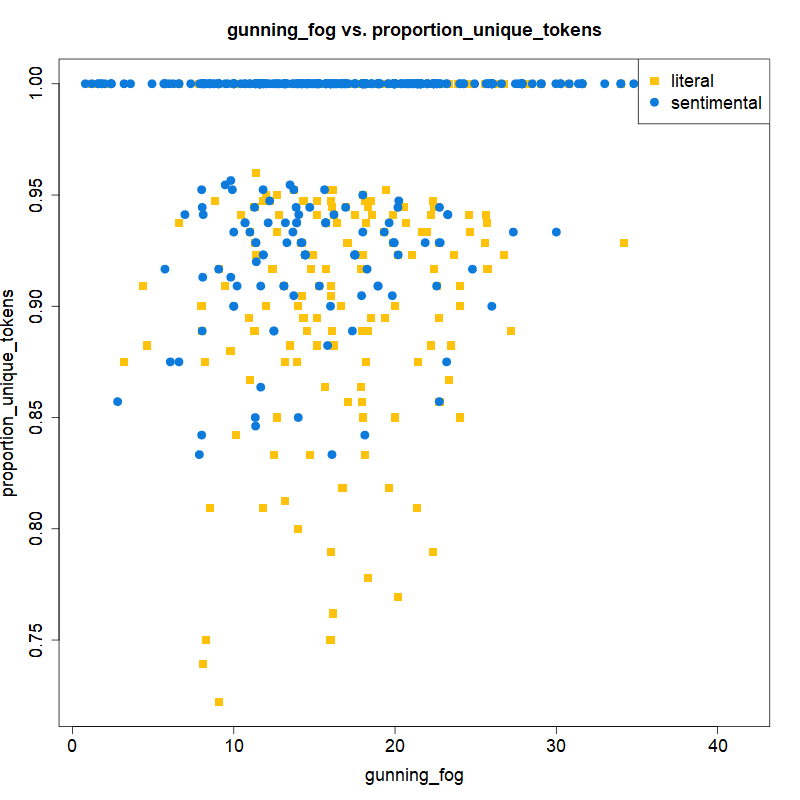 gunning_fog vs. proportion_unique_tokens
literal
sentimental
proportion_unique_tokens
1.00
0.95
0.90
0.85
0.80
0.75
0 10 20 30 40
gunning_fog